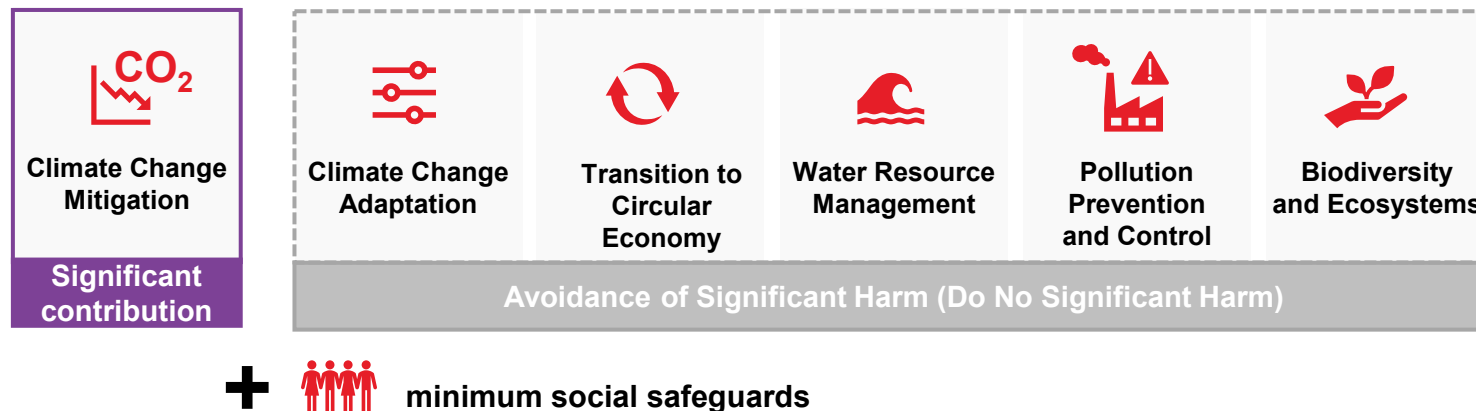 CO2
Climate Change
Mitigation
Significant
contribution
Climate Change
Adaptation
Transition to
Circular
Economy
Water Resource
Management
Pollution
Prevention
and Control
Biodiversity
and Ecosystems
Avoidance of Significant Harm (Do No Significant Harm)
+ minimum social safeguards